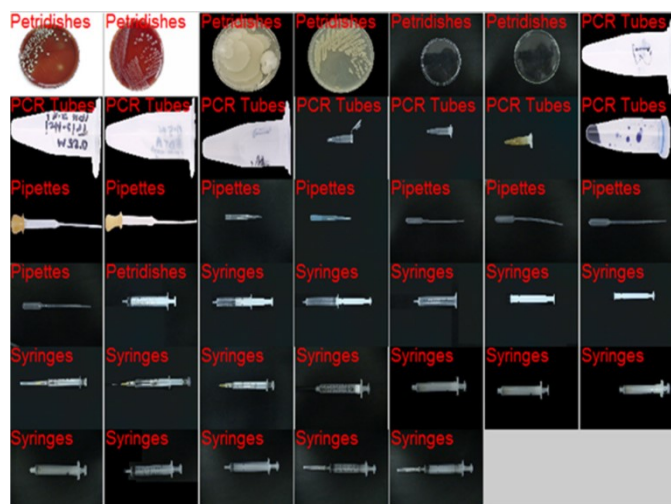 Petridishes Petridishes Petridishes Petridishes Petridishes Petridishes PCR Tubes
PCR Tubes PCR Tubes PCR Tubes PCR Tubes PCR Tubes PCR Tubes PCR Tubes
Pipettes Pipettes Pipettes Pipettes Pipettes Pipettes Pipettes
Pipettes Petridishes Syringes Syringes Syringes Syringes Syringes
Syringes Syringes Syringes Syringes Syringes Syringes Syringes
Syringes Syringes Syringes Syringes Syringes